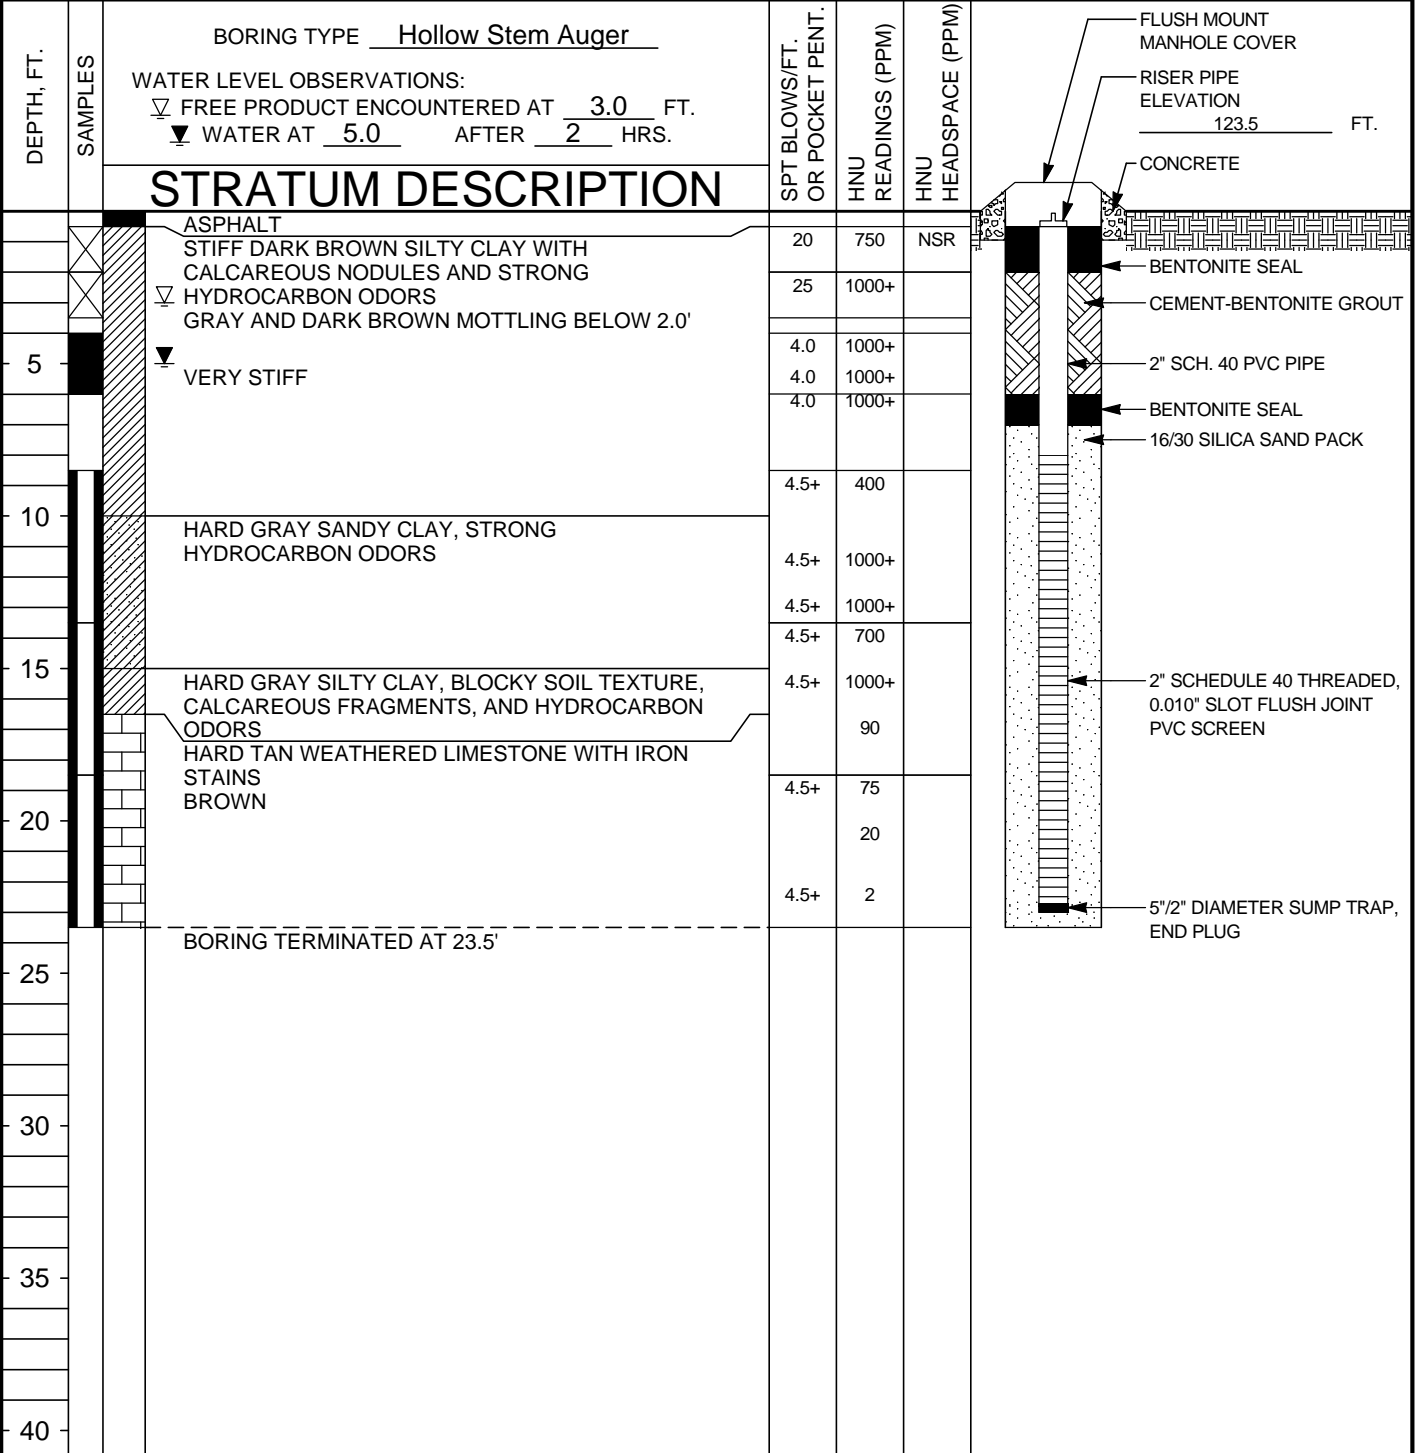 DEPTH, FT.
SAMPLES
BORING TYPE Hollow Stem Auger
WATER LEVEL OBSERVATIONS:
FREE PRODUCT ENCOUNTERED AT 3.0 FT.
WATER AT 5.0 AFTER 2 HRS.
STRATUM DESCRIPTION
SPT BLOWS/FT.
OR POCKET PENT.
HNU
READINGS (PPM)
HNU
HEADSPACE (PPM)
FLUSH MOUNT
MANHOLE COVER
RISER PIPE
ELEVATION
123.5 FT.
CONCRETE
ASPHALT
STIFF DARK BROWN SILTY CLAY WITH
CALCAREOUS NODULES AND STRONG
HYDROCARBON ODORS
GRAY AND DARK BROWN MOTTLING BELOW 2.0'
VERY STIFF
HARD GRAY SANDY CLAY, STRONG
HYDROCARBON ODORS
HARD GRAY SILTY CLAY, BLOCKY SOIL TEXTURE,
CALCAREOUS FRAGMENTS, AND HYDROCARBON
ODORS
HARD TAN WEATHERED LIMESTONE WITH IRON
STAINS
BROWN
BORING TERMINATED AT 23.5'
5
10
15
20
25
30
35
40
20 750 NSR
25 1000+
4.0 1000+
4.0 1000+
4.0 1000+
4.5+ 400
4.5+ 1000+
4.5+ 1000+
4.5+ 700
4.5+ 1000+
90
4.5+ 75
20
4.5+ 2
BENTONITE SEAL
CEMENT-BENTONITE GROUT
2" SCH. 40 PVC PIPE
BENTONITE SEAL
16/30 SILICA SAND PACK
2" SCHEDULE 40 THREADED,
0.010" SLOT FLUSH JOINT
PVC SCREEN
5"/2" DIAMETER SUMP TRAP,
END PLUG